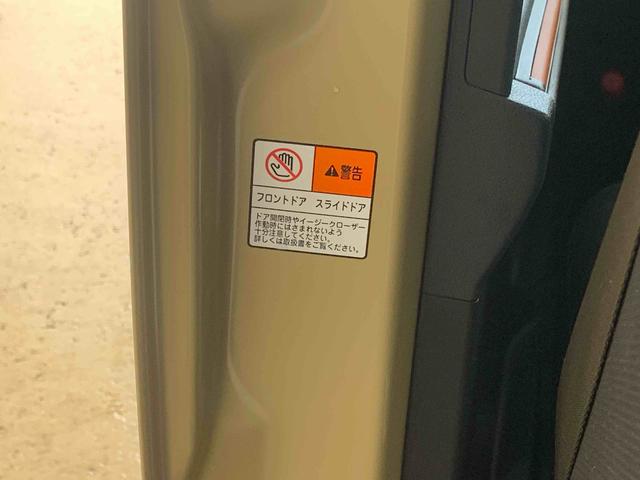 警告
フロントドア スライドドア
ドア開閉時やイージークローザー
作動時にはさまれないよう
十分注意してください。
詳しくは取扱書をご覧ください。